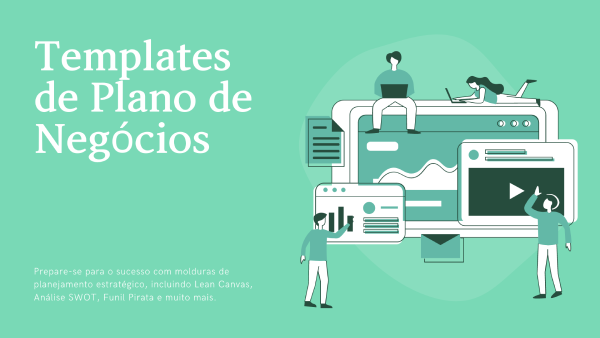 Templates
de Plano de
Negócios
Prepare-se para o sucesso com molduras de
planejamento estratégico, incluindo Lean Canvas,
Análise SWOT, Funil Pirata e muito mais.